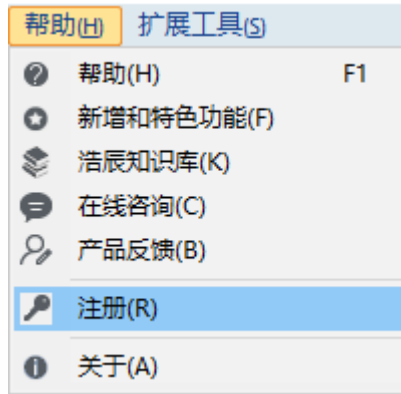 帮助(H) 扩展工具(S)
帮助(H) F1
新增和特色功能(F)
浩辰知识库(K)
在线咨询(C)
产品反馈(B)
注册(R)
关于(A)